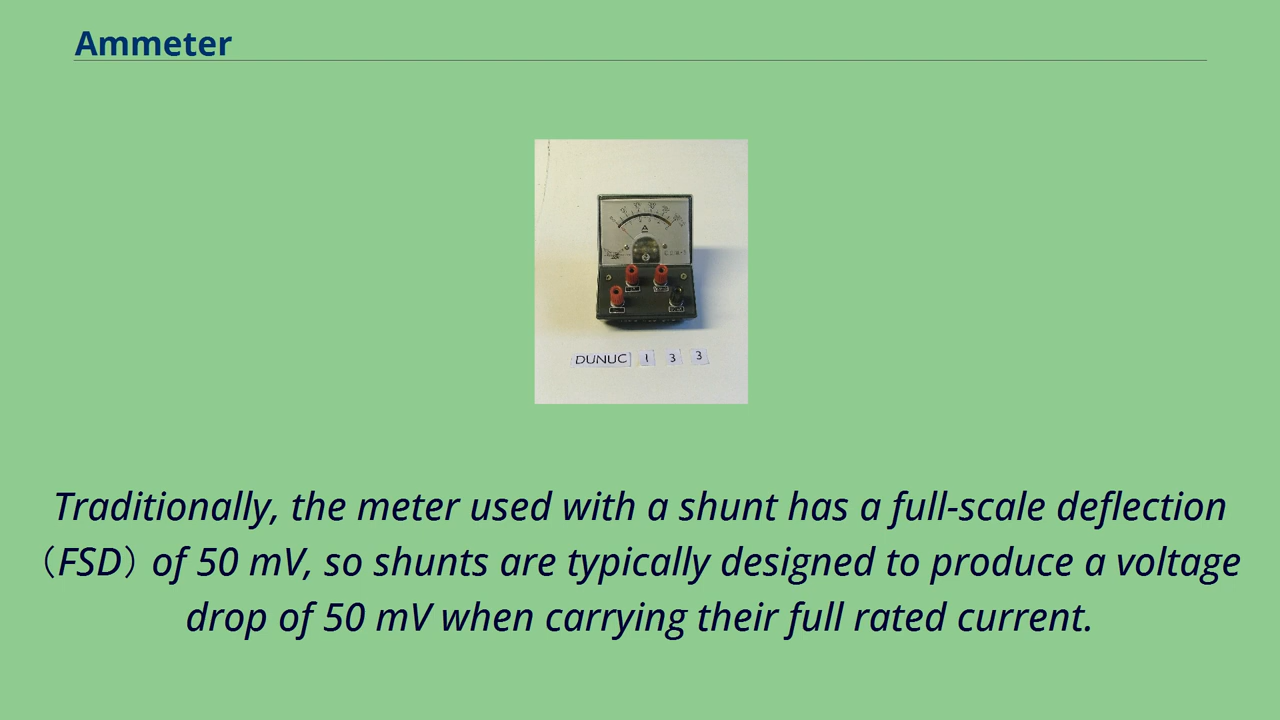 Ammeter
DUNUC 1 3 3
Traditionally, the meter used with a shunt has a full-scale deflection
（FSD） of 50 mV, so shunts are typically designed to produce a voltage
drop of 50 mV when carrying their full rated current.